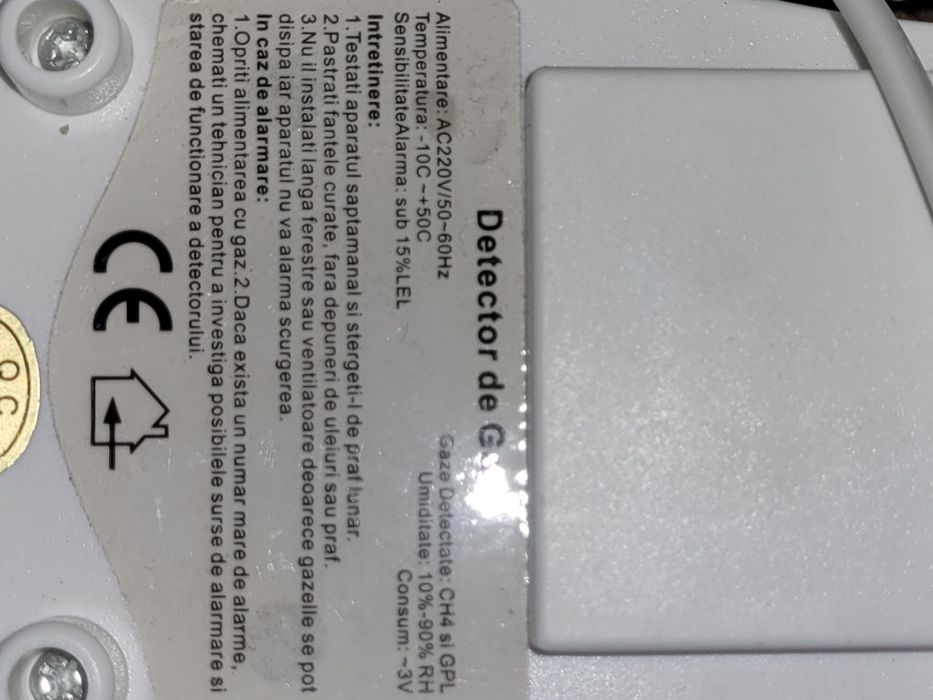 Detector de
Alimentare: AC220V/50~60Hz Gaze Detectate: CH4 si GPL
Temperatura: -10C ~+50C Umiditate: 10%-90% RH
SensibilitateAlarma: sub 15%LEL Consum: ~3W
Intretinere:
1.Testati aparatul saptamanal si stergeti-l de praf lunar.
2.Pastrati fantele curate, fara depuneri de uleiuri sau praf.
3.Nu il instalati langa ferestre sau ventilatoare deoarece gazelle se pot
disipa iar aparatul nu va alarma scurgerea.
In caz de alarmare:
1.Opriti alimentarea cu gaz.2.Daca exista un numar mare de alarme,
chemati un tehnician pentru a investiga posibilele surse de alarmare si
starea de functionare a detectorului.
CE
QC